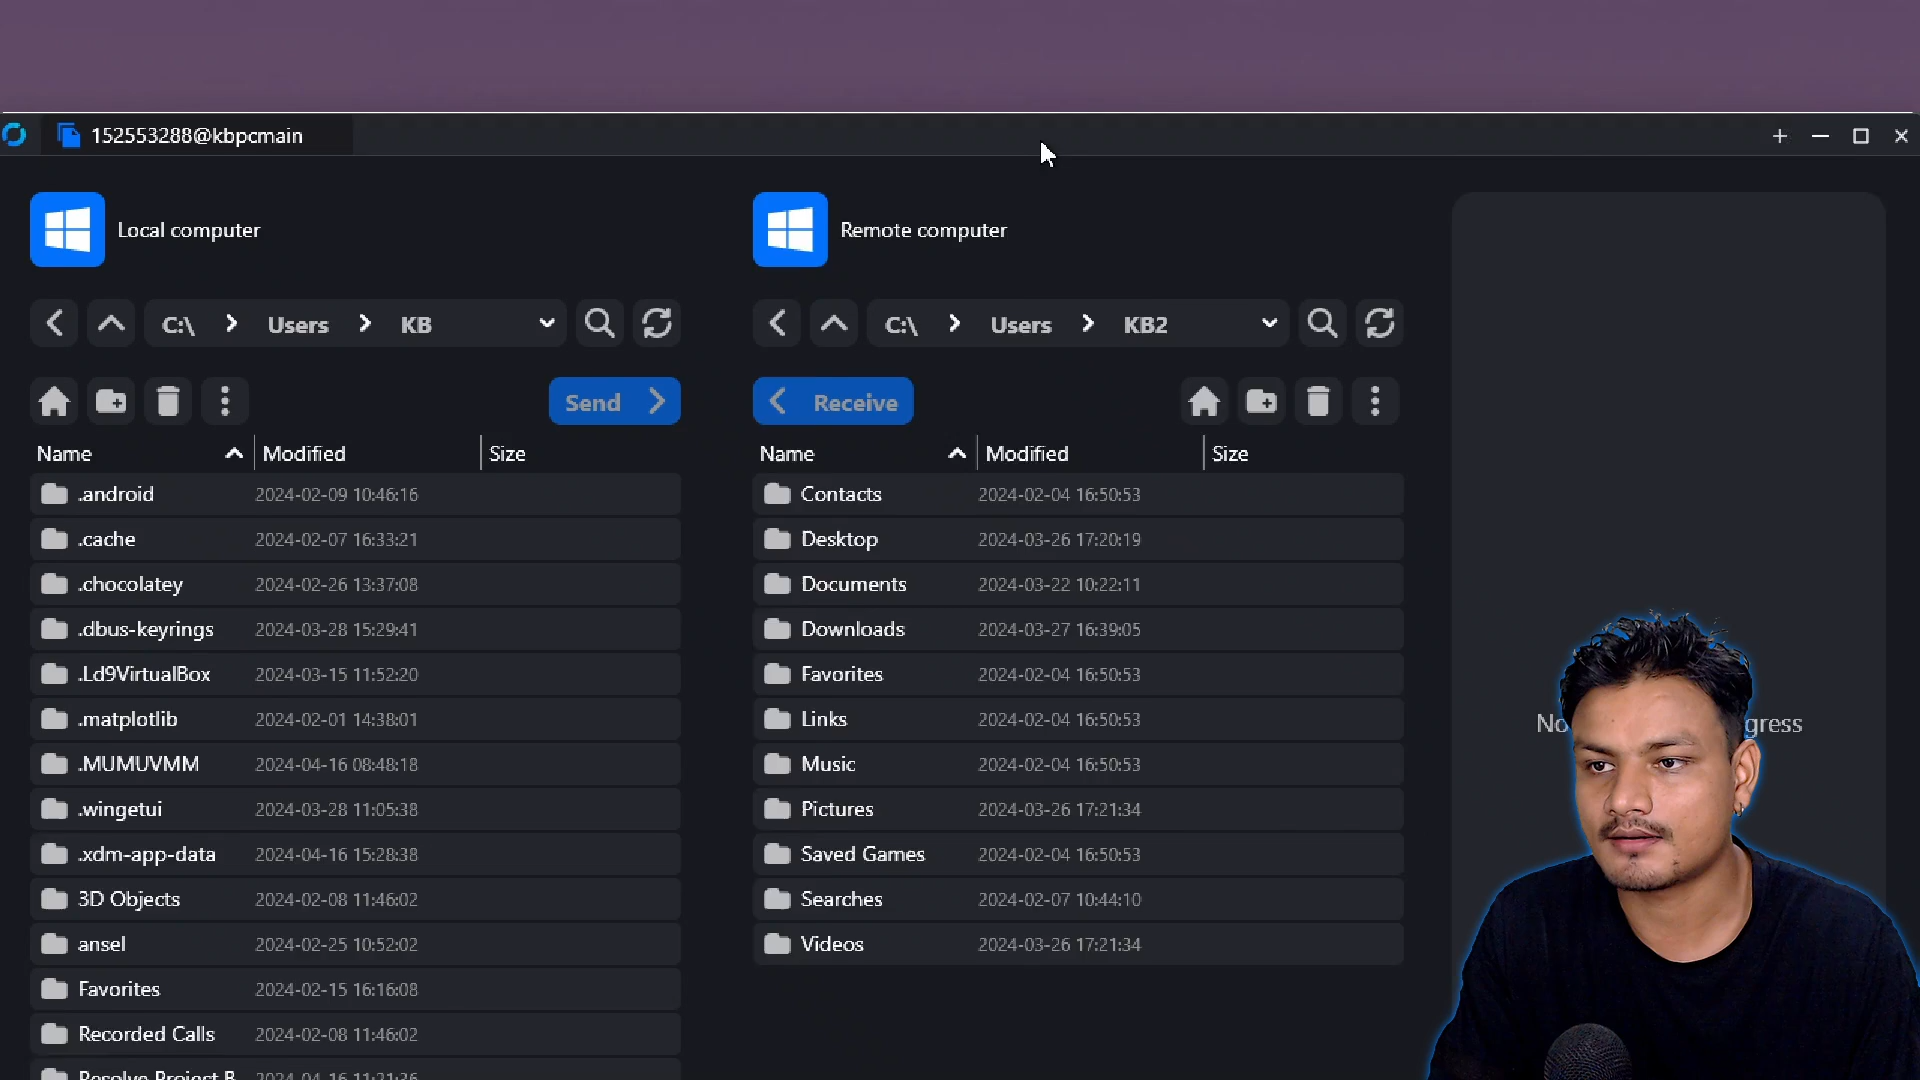 152553288@kbpcmain
Local computer
C:\ Users KB
Send
Name Modified Size
.android 2024-02-09 10:46:16
.cache 2024-02-07 16:33:21
.chocolatey 2024-02-26 13:37:08
.dbus-keyrings 2024-03-28 15:29:41
.Ld9VirtualBox 2024-03-15 11:52:20
.matplotlib 2024-02-01 14:38:01
.MUMUVMM 2024-04-16 08:48:18
.wingetui 2024-03-28 11:05:38
.xdm-app-data 2024-04-16 15:28:38
3D Objects 2024-02-08 11:46:02
ansel 2024-02-25 10:52:02
Favorites 2024-02-15 16:16:08
Recorded Calls 2024-02-08 11:46:02
Resolve Project B 2024-04-16 11:21:36
Remote computer
C:\ Users KB2
Receive
Name Modified Size
Contacts 2024-02-04 16:50:53
Desktop 2024-03-26 17:20:19
Documents 2024-03-22 10:22:11
Downloads 2024-03-27 16:39:05
Favorites 2024-02-04 16:50:53
Links 2024-02-04 16:50:53
Music 2024-02-04 16:50:53
Pictures 2024-03-26 17:21:34
Saved Games 2024-02-04 16:50:53
Searches 2024-02-07 10:44:10
Videos 2024-03-26 17:21:34
No gress